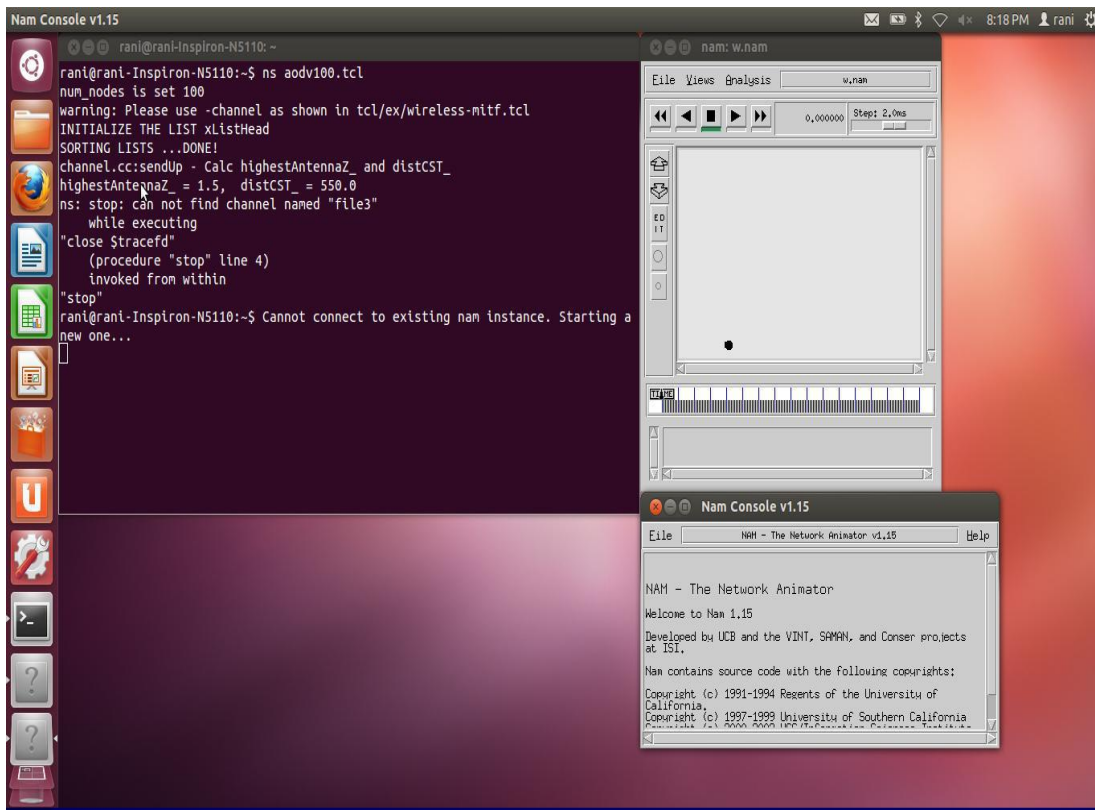 Nam Console v1.15
8:18 PM
rani
rani@rani-Inspiron-N5110: ~
rani@rani-Inspiron-N5110:~$ ns aodv100.tcl
num_nodes is set 100
warning: Please use -channel as shown in tcl/ex/wireless-mitf.tcl
INITIALIZE THE LIST xListHead
SORTING LISTS ...DONE!
channel.cc:sendUp - Calc highestAntennaZ_ and distCST_
highestAntennaZ_ = 1.5,  distCST_ = 550.0
ns: stop: can not find channel named "file3"
    while executing
"close $tracefd"
    (procedure "stop" line 4)
    invoked from within
"stop"
rani@rani-Inspiron-N5110:~$ Cannot connect to existing nam instance. Starting a
new one...
nam: w.nam
File Views Analysis w.nam
0.000000 Step: 2.0ms
ED
IT
TIME
Nam Console v1.15
File NAM - The Network Animator v1.15 Help
NAM - The Network Animator
Welcome to Nam 1.15
Developed by UCB and the VINT, SAMAN, and Conser projects
at ISI.
Nam contains source code with the following copyrights:
Copyright (c) 1991-1994 Regents of the University of
California.
Copyright (c) 1997-1999 University of Southern California